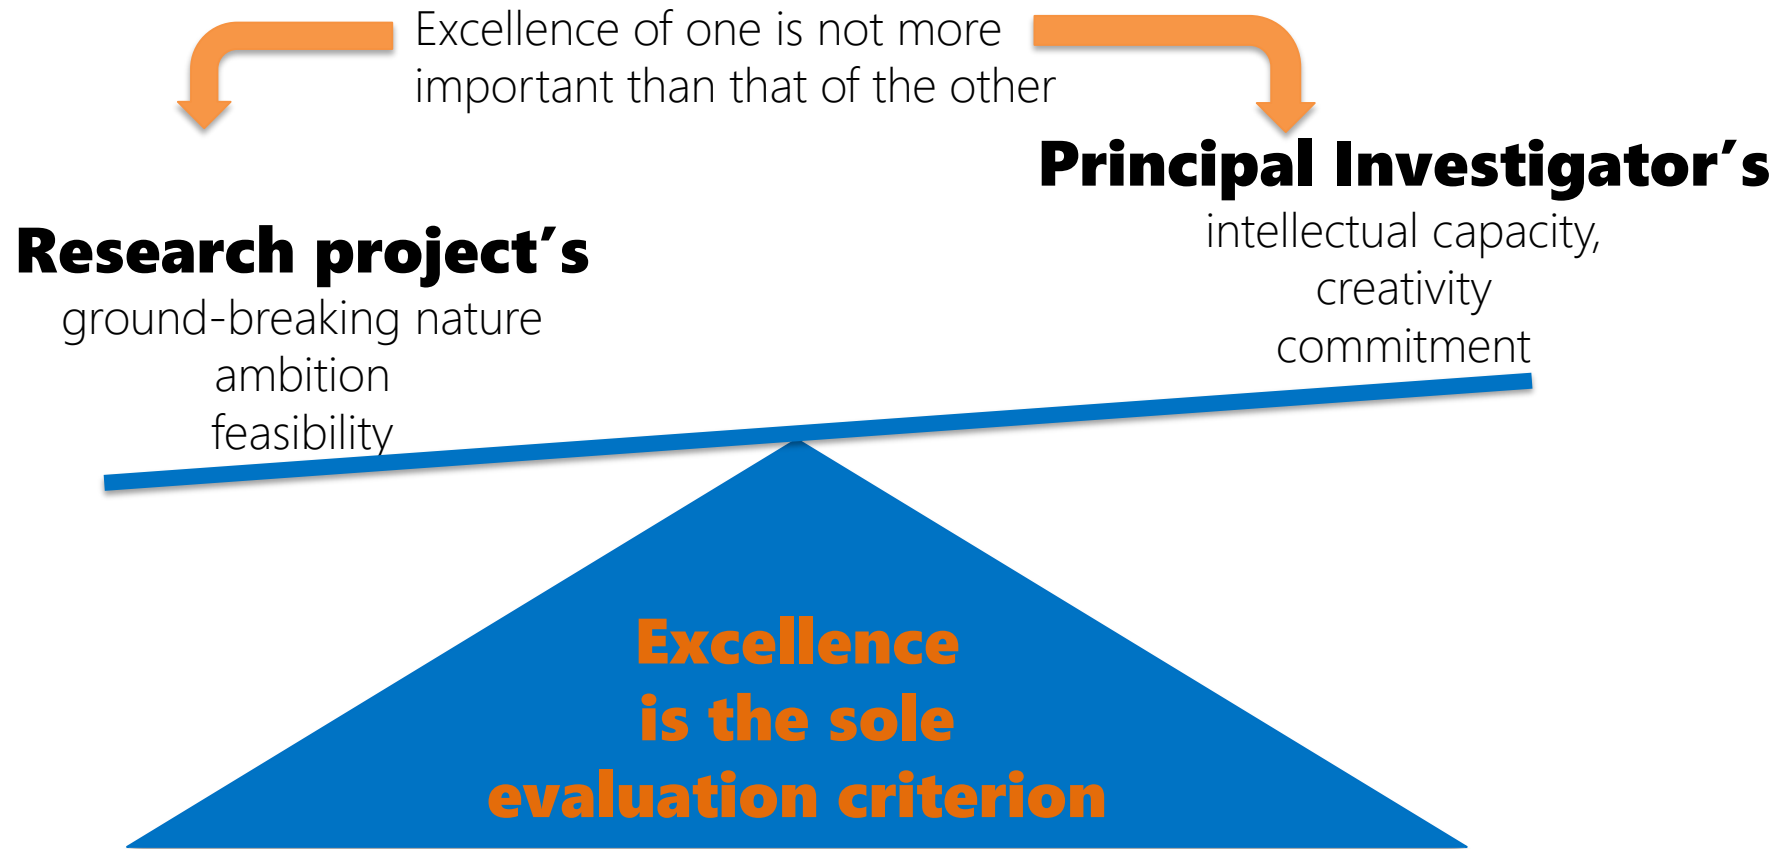 Excellence of one is not more
important than that of the other
Research project’s
ground-breaking nature
ambition
feasibility
Principal Investigator’s
intellectual capacity,
creativity
commitment
Excellence
is the sole
evaluation criterion